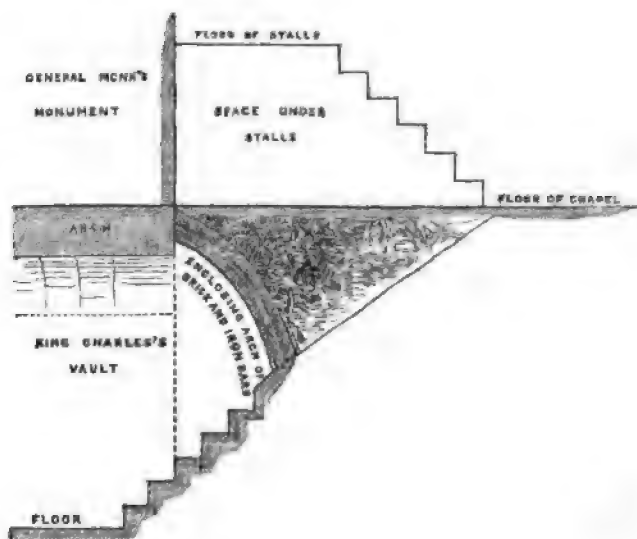 FLOOR OF STALLS
GENERAL MONK'S
MONUMENT
SPACE UNDER
STALLS
FLOOR OF CHAPEL
ARCH
ENCLOSING ARCH OF
BRICK AND IRON BARS
KING CHARLES'S
VAULT
FLOOR